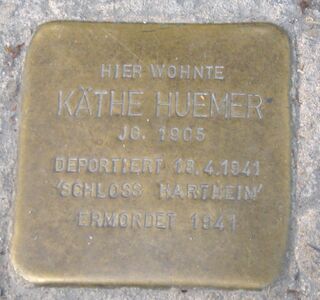 HIER WOHNTE
KÄTHE HUEMER
JG. 1905
DEPORTIERT 18.4.1941
'SCHLOSS HARTHEIM'
ERMORDET 1941